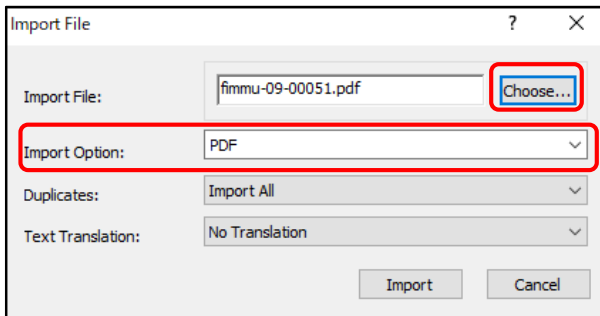 Import File ? ×
Import File: fimmu-09-00051.pdf Choose...
Import Option: PDF
Duplicates: Import All
Text Translation: No Translation
Import Cancel